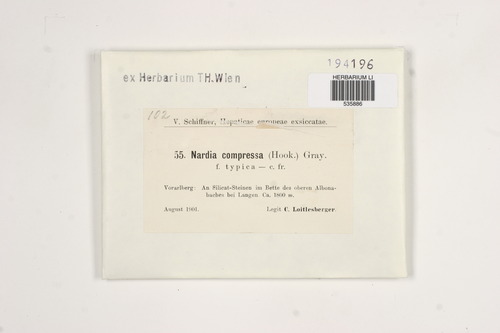 194196
ex Herbarium TH.Wien
HERBARIUM LI
535886
102
V. Schiffner, Hepaticae europaeae exsiccatae.
35. Nardia compressa (Hook.) Gray.
f. typica — c. fr.
Vorarlberg: An Silicat-Steinen im Bette des oberen Albona-
baches bei Langen. Ca. 1800 m.
August 1901.
Legit C. Loitlesberger.